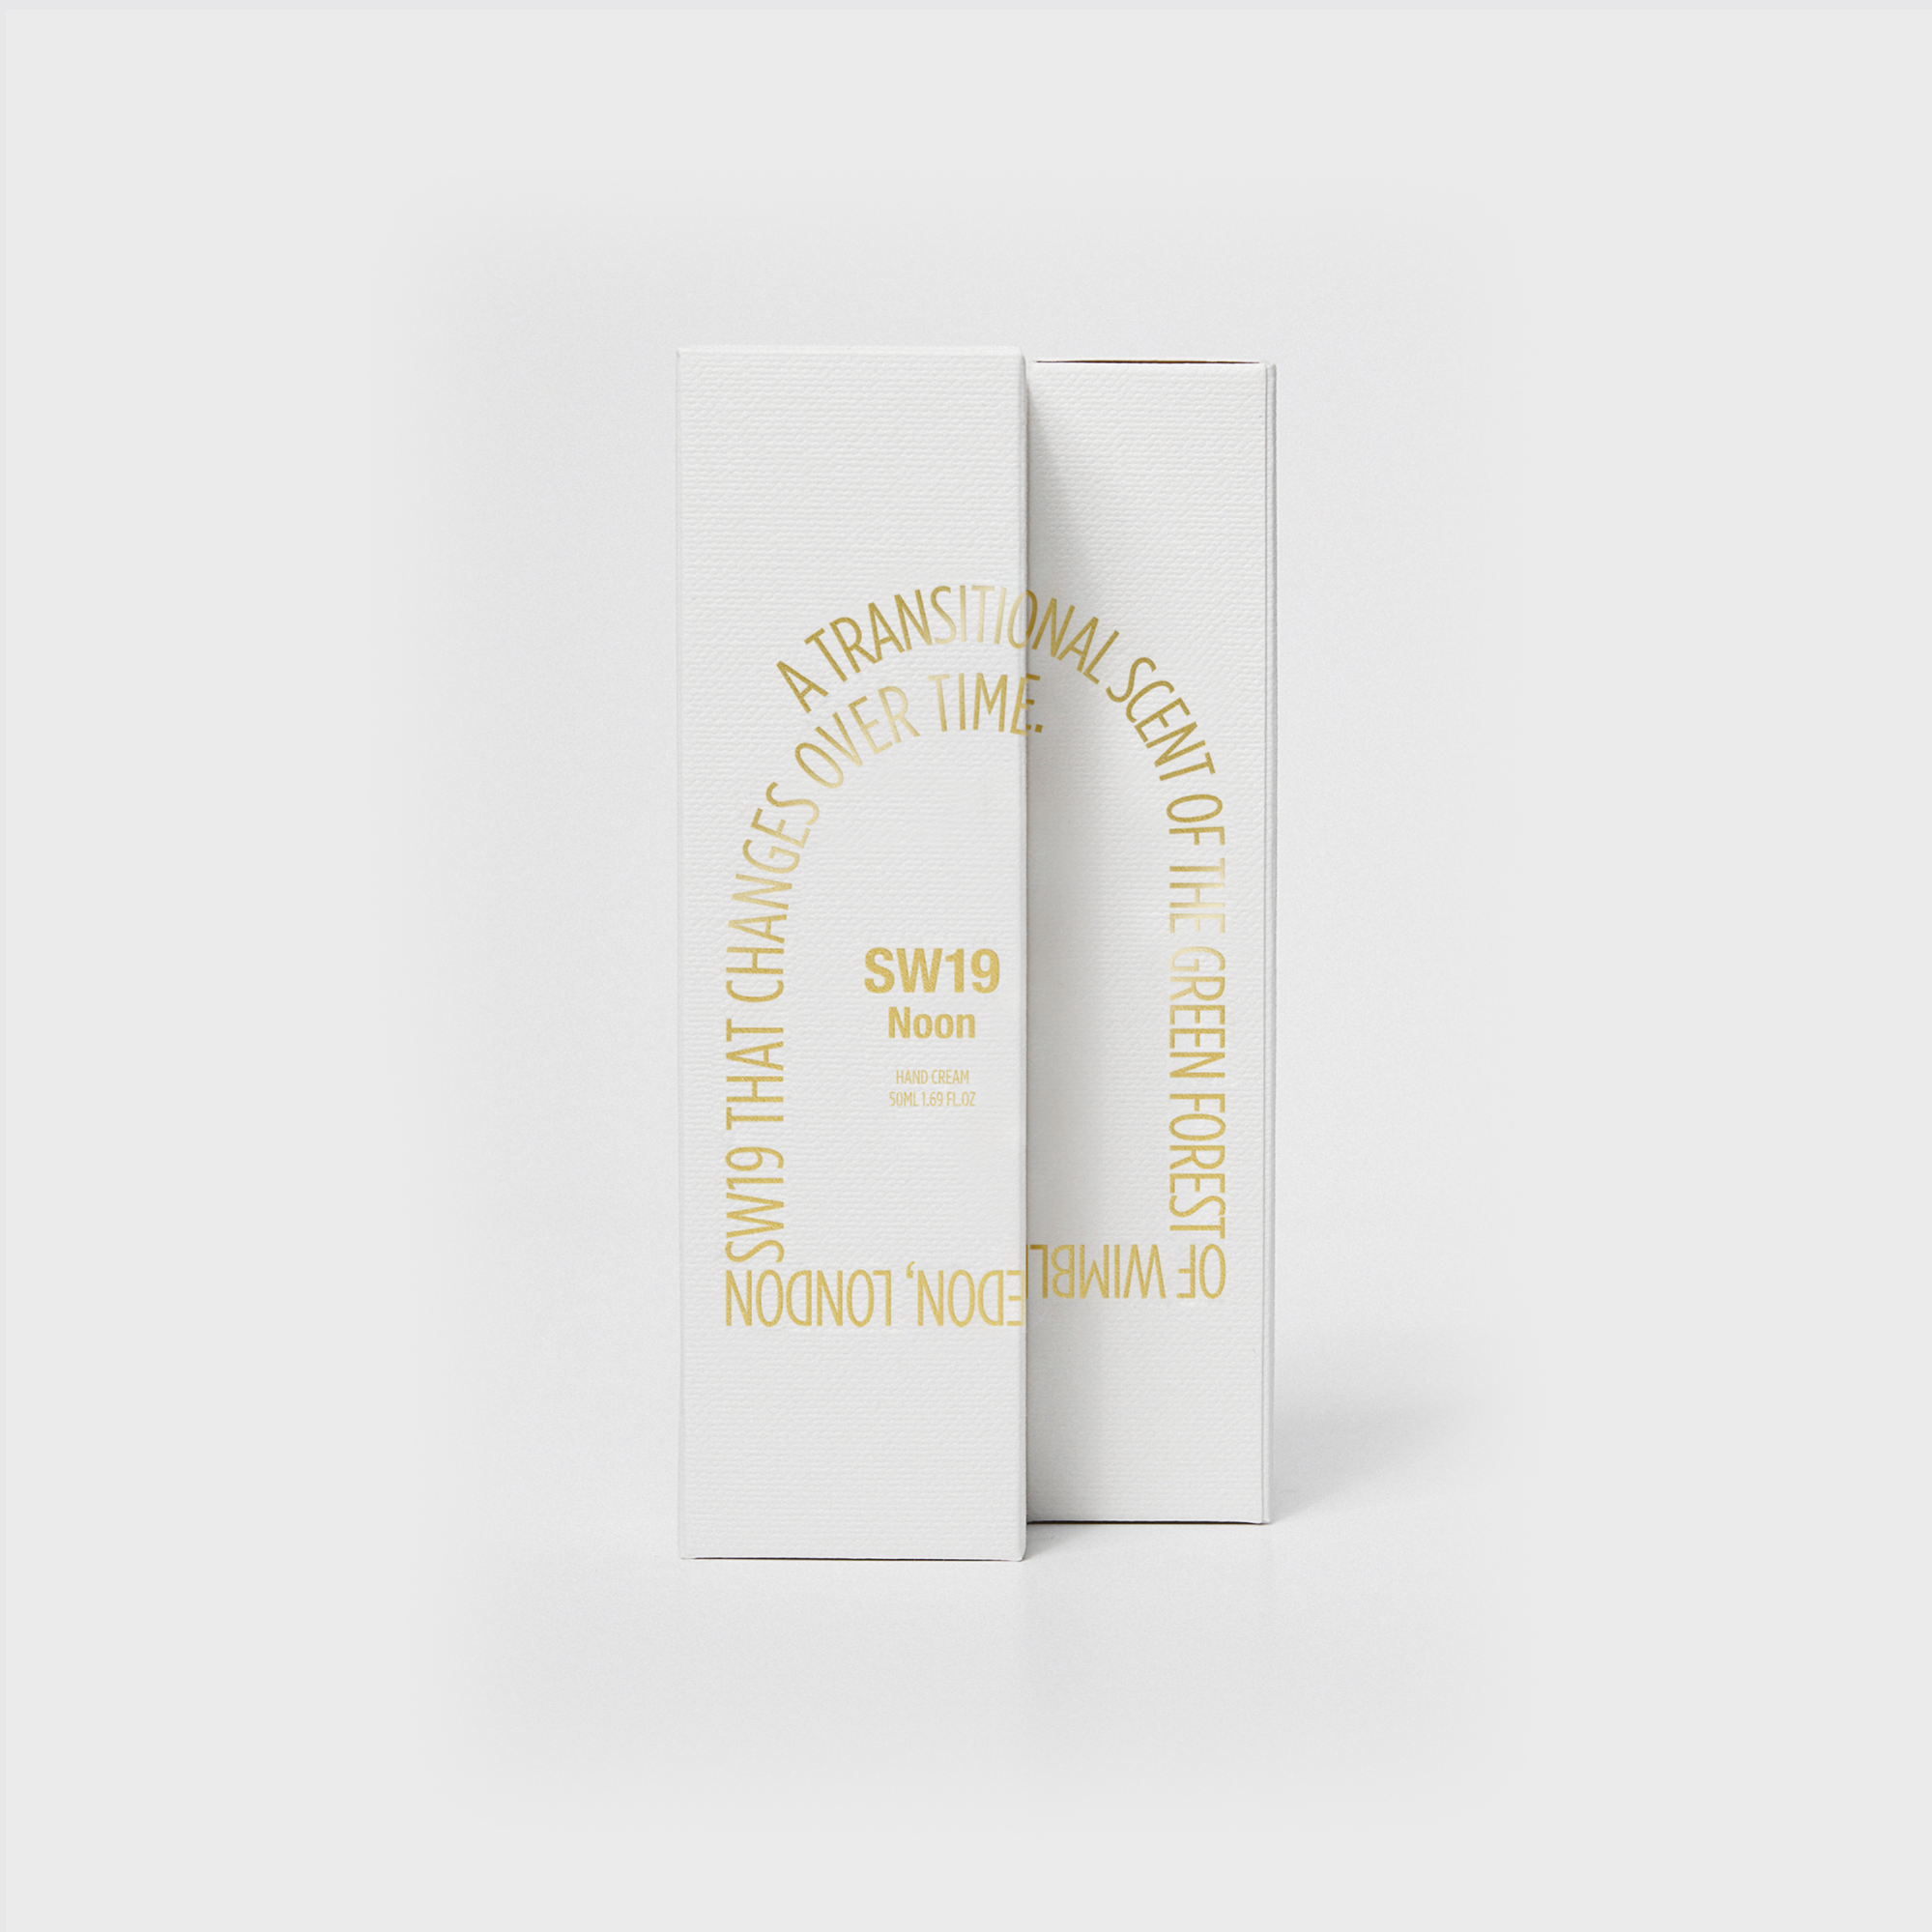 A TRANSITIONAL SCENT OF THE GREEN FOREST
OF WIMBLEDON, LONDON
SW19 THAT CHANGES OVER TIME.
SW19
Noon
HAND CREAM
50ML 1.69 FL.OZ